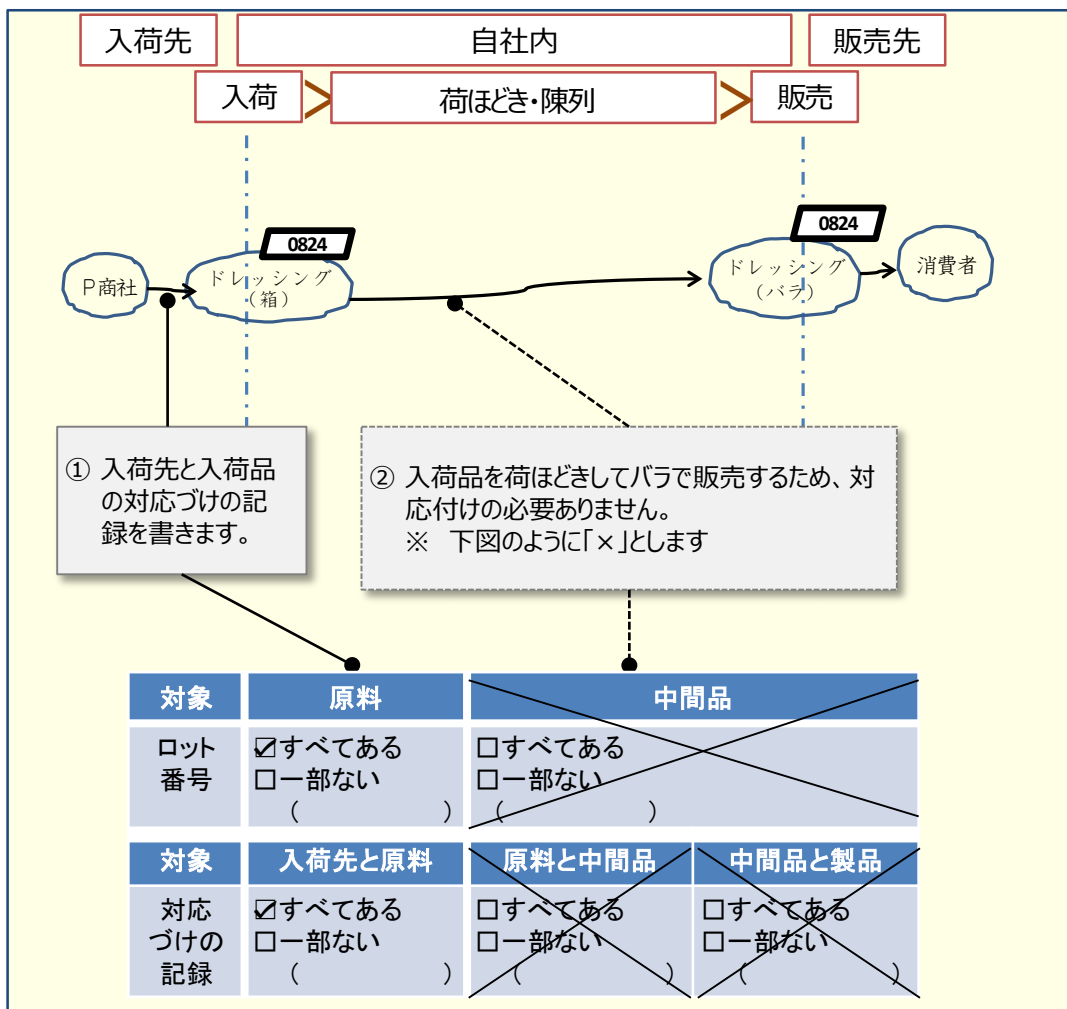 入荷先 自社内 販売先
入荷 荷ほどき・陳列 販売
0824
0824
P商社
ドレッシング
（箱）
ドレッシング
（バラ）
消費者
① 入荷先と入荷品
の対応づけの記
録を書きます。
② 入荷品を荷ほどきしてバラで販売するため、対
応付けの必要ありません。
※ 下図のように「×」とします
対象 原料 中間品
ロット
番号
☑すべてある
□一部ない
（ ）
□すべてある
□一部ない
（ ）
対象 入荷先と原料 原料と中間品 中間品と製品
対応
づけの
記録
☑すべてある
□一部ない
（ ）
□すべてある
□一部ない
（ ）
□すべてある
□一部ない
（ ）